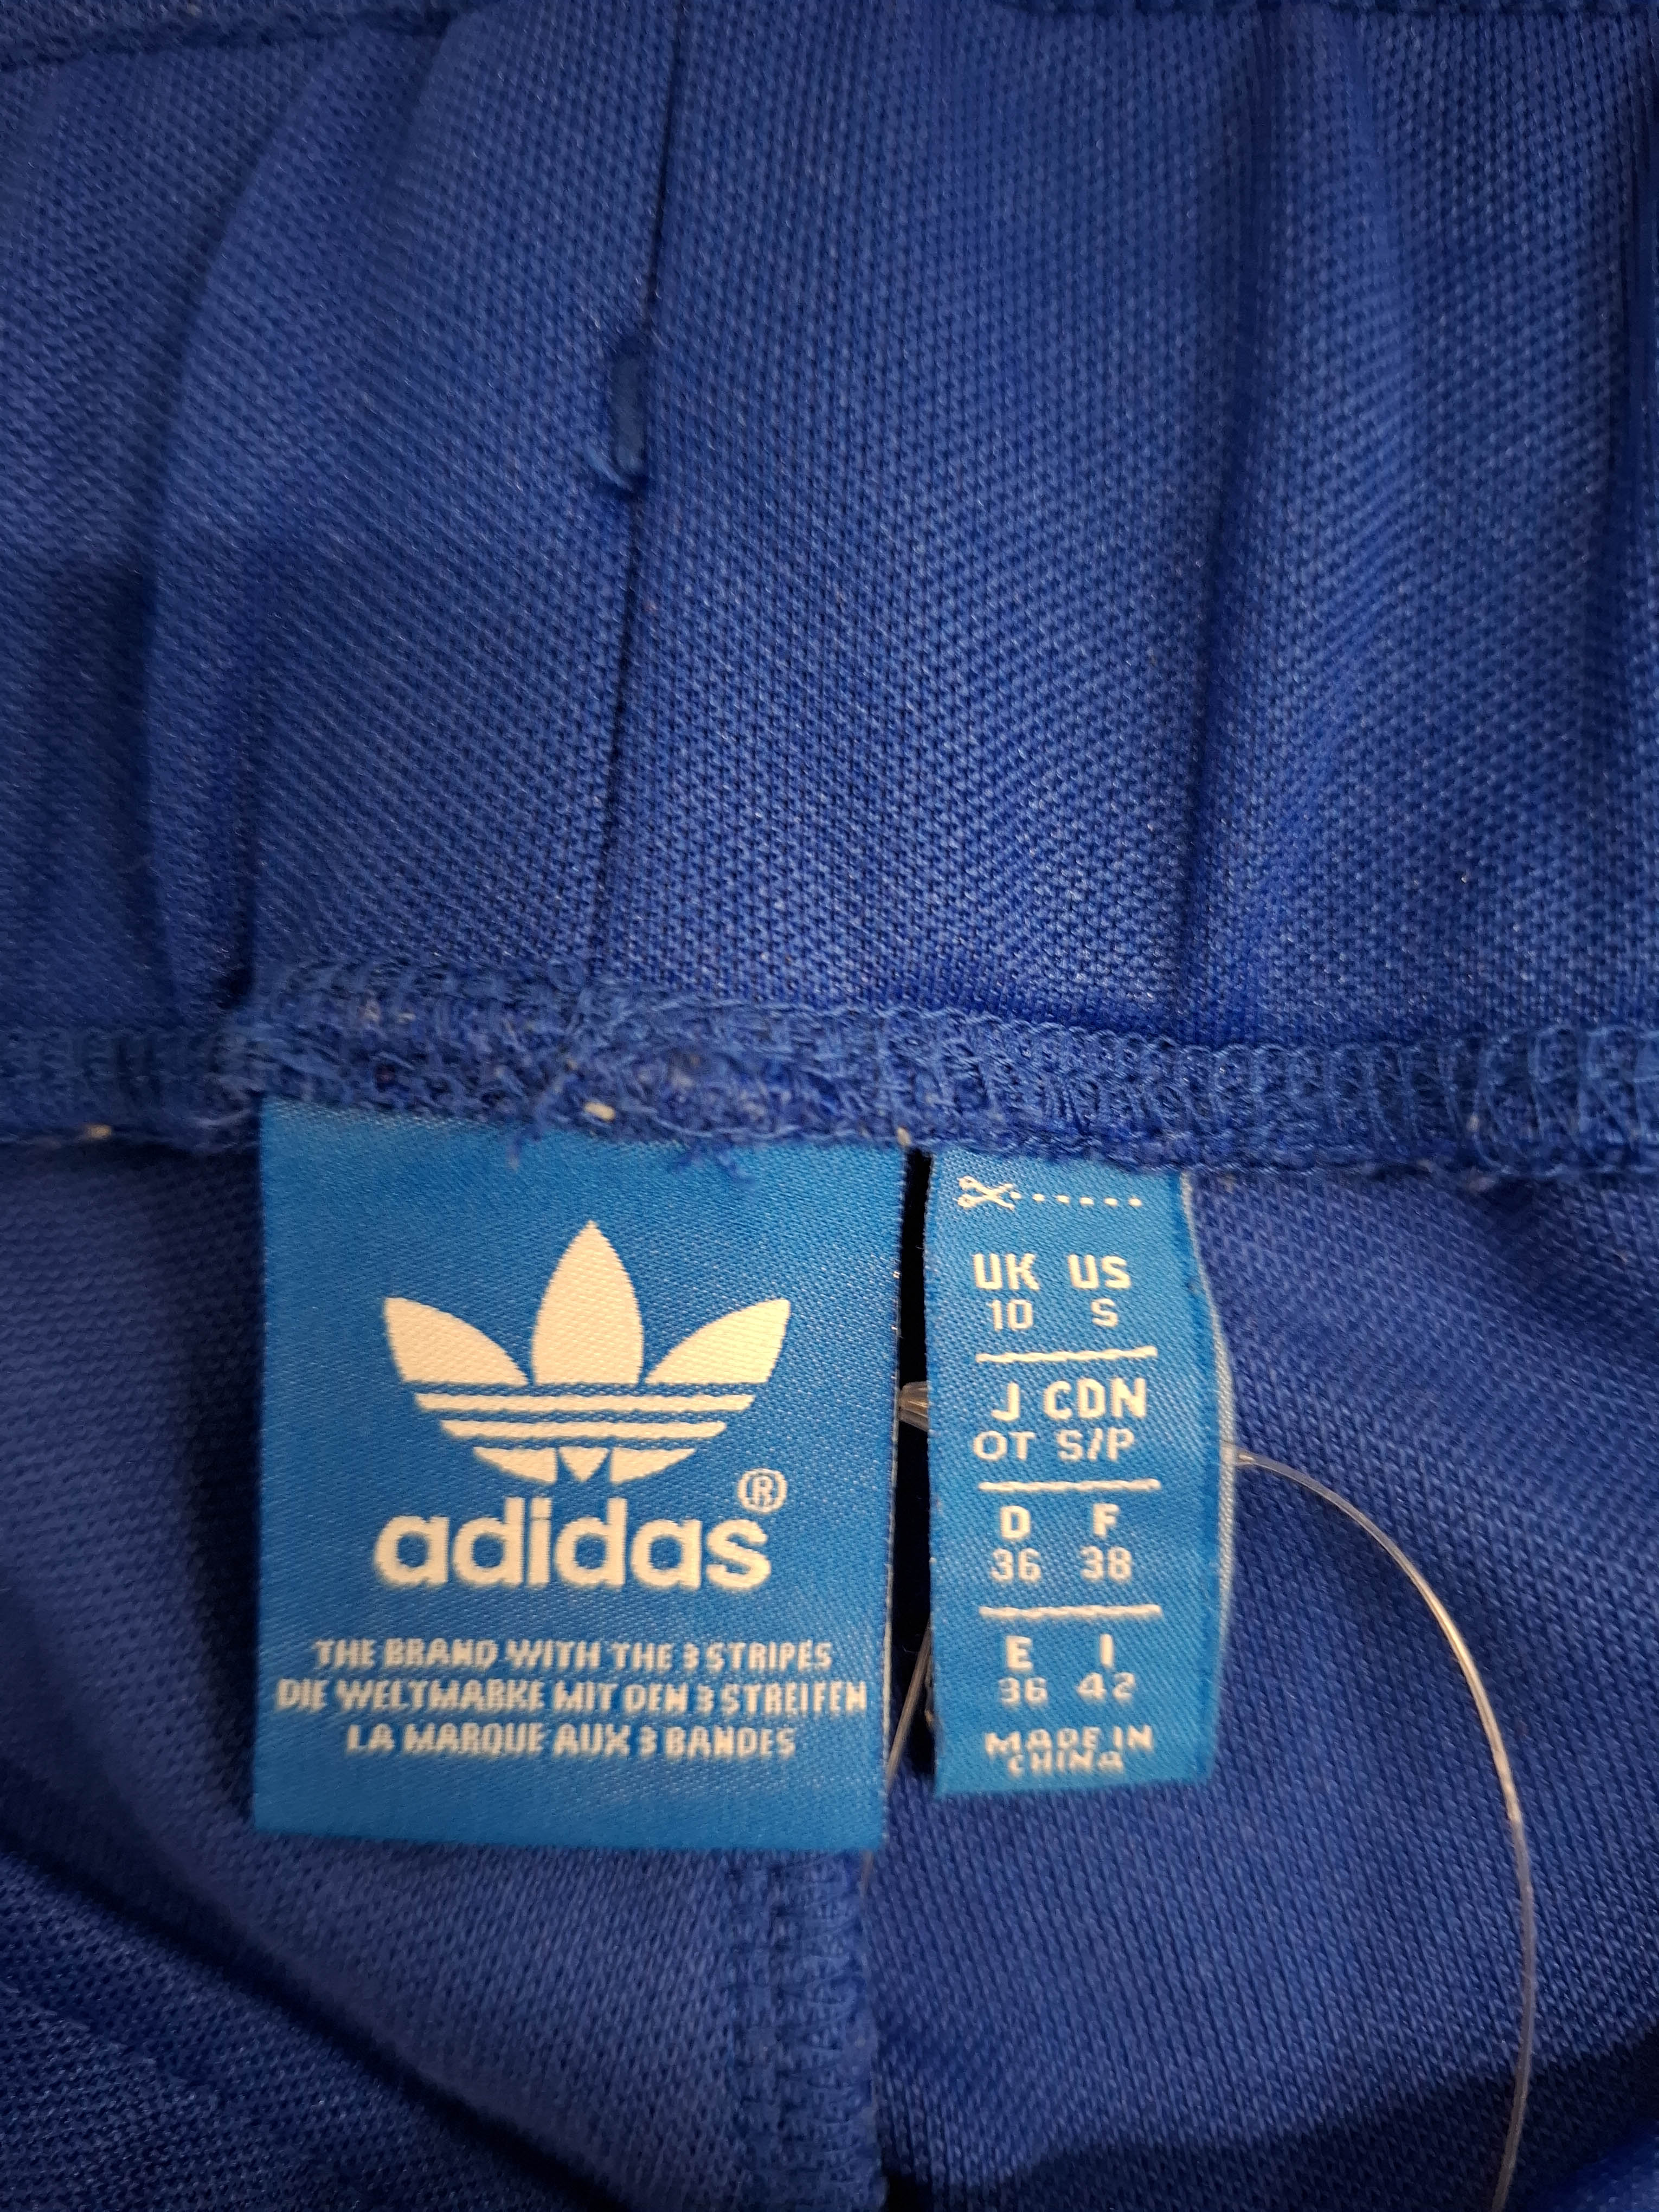 adidas®
THE BRAND WITH THE 3 STRIPES
DIE WELTMARKE MIT DEN 3 STREIFEN
LA MARQUE AUX 3 BANDES
UK US
10 S
J CDN
OT S/P
D F
36 38
E I
36 42
MADE IN
CHINA